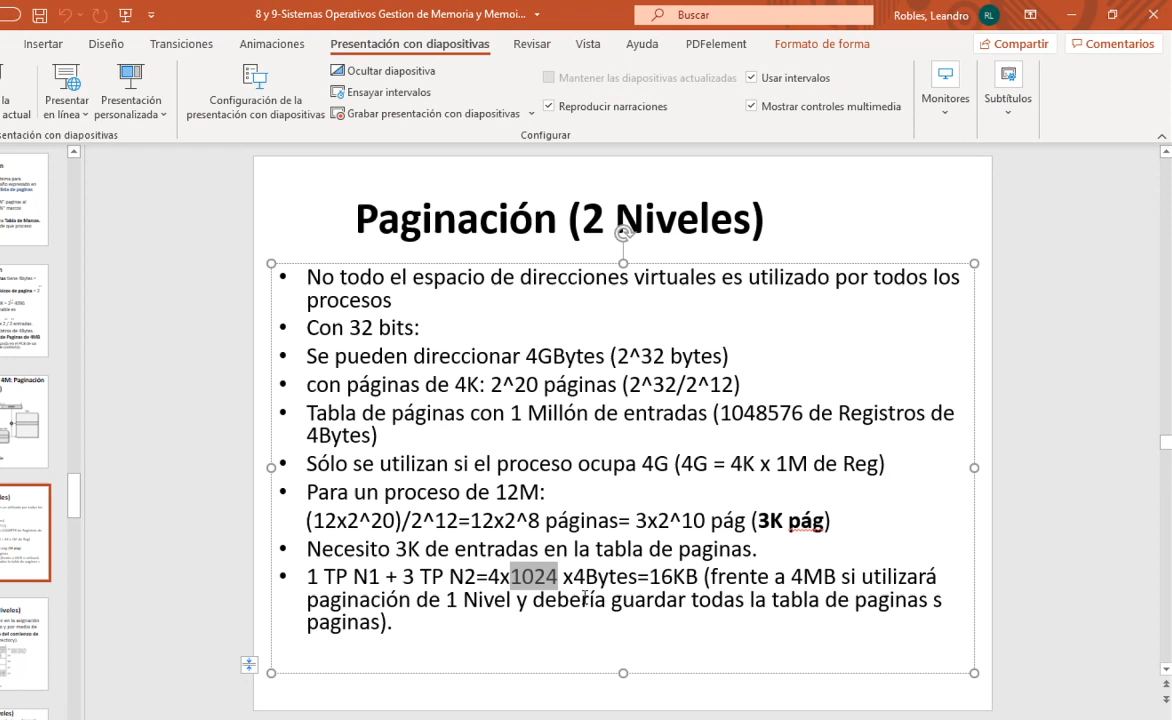 8 y 9-Sistemas Operativos Gestion de Memoria y Memoi...
Buscar
Robles, Leandro
RL
Insertar
Diseño
Transiciones
Animaciones
Presentación con diapositivas
Revisar
Vista
Ayuda
PDFelement
Formato de forma
Compartir
Comentarios
la
actual
Presentar
en línea
Presentación
personalizada
Configuración de la
presentación con diapositivas
Ocultar diapositiva
Ensayar intervalos
Grabar presentación con diapositivas
Mantener las diapositivas actualizadas
Reproducir narraciones
Usar intervalos
Mostrar controles multimedia
Monitores
Subtítulos
sentación con diapositivas
Configurar
Paginación (2 Niveles)
• No todo el espacio de direcciones virtuales es utilizado por todos los
procesos
• Con 32 bits:
• Se pueden direccionar 4GBytes (2^32 bytes)
• con páginas de 4K: 2^20 páginas (2^32/2^12)
• Tabla de páginas con 1 Millón de entradas (1048576 de Registros de
4Bytes)
• Sólo se utilizan si el proceso ocupa 4G (4G = 4K x 1M de Reg)
• Para un proceso de 12M:
(12x2^20)/2^12=12x2^8 páginas= 3x2^10 pág (3K pág)
• Necesito 3K de entradas en la tabla de paginas.
• 1 TP N1 + 3 TP N2=4x1024 x4Bytes=16KB (frente a 4MB si utilizará
paginación de 1 Nivel y debería guardar todas la tabla de paginas s
paginas).